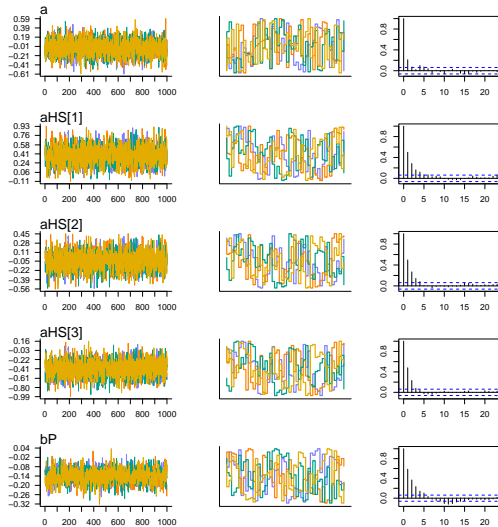 a
0.59
0.39
0.19
-0.01
-0.21
-0.41
-0.61
0 200 400 600 800 1000
0.0 0.4 0.8
0 5 10 15 20
aHS[1]
0.93
0.76
0.58
0.41
0.24
0.06
-0.11
0 200 400 600 800 1000
0.0 0.4 0.8
0 5 10 15 20
aHS[2]
0.45
0.28
0.11
-0.05
-0.22
-0.39
-0.56
0 200 400 600 800 1000
0.0 0.4 0.8
0 5 10 15 20
aHS[3]
0.16
-0.03
-0.22
-0.41
-0.61
-0.80
-0.99
0 200 400 600 800 1000
0.0 0.4 0.8
0 5 10 15 20
bP
0.04
-0.02
-0.08
-0.14
-0.20
-0.26
-0.32
0 200 400 600 800 1000
0.0 0.4 0.8
0 5 10 15 20